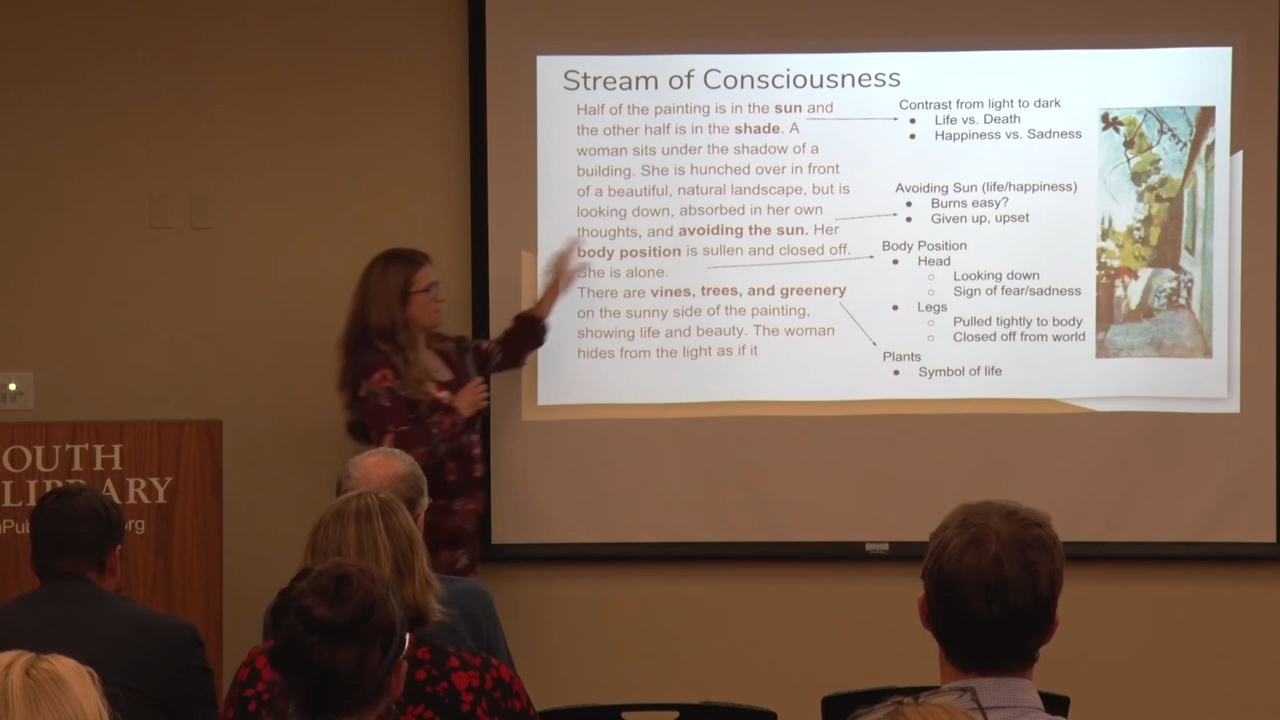 Stream of Consciousness
Half of the painting is in the sun and
the other half is in the shade. A
woman sits under the shadow of a
building. She is hunched over in front
of a beautiful, natural landscape, but is
looking down, absorbed in her own
thoughts, and avoiding the sun. Her
body position is sullen and closed off.
She is alone.
There are vines, trees, and greenery
on the sunny side of the painting,
showing life and beauty. The woman
hides from the light as if it
Contrast from light to dark
● Life vs. Death
● Happiness vs. Sadness
Avoiding Sun (life/happiness)
● Burns easy?
● Given up, upset
Body Position
● Head
○ Looking down
○ Sign of fear/sadness
● Legs
○ Pulled tightly to body
○ Closed off from world
Plants
● Symbol of life
OUTH
LIBRARY